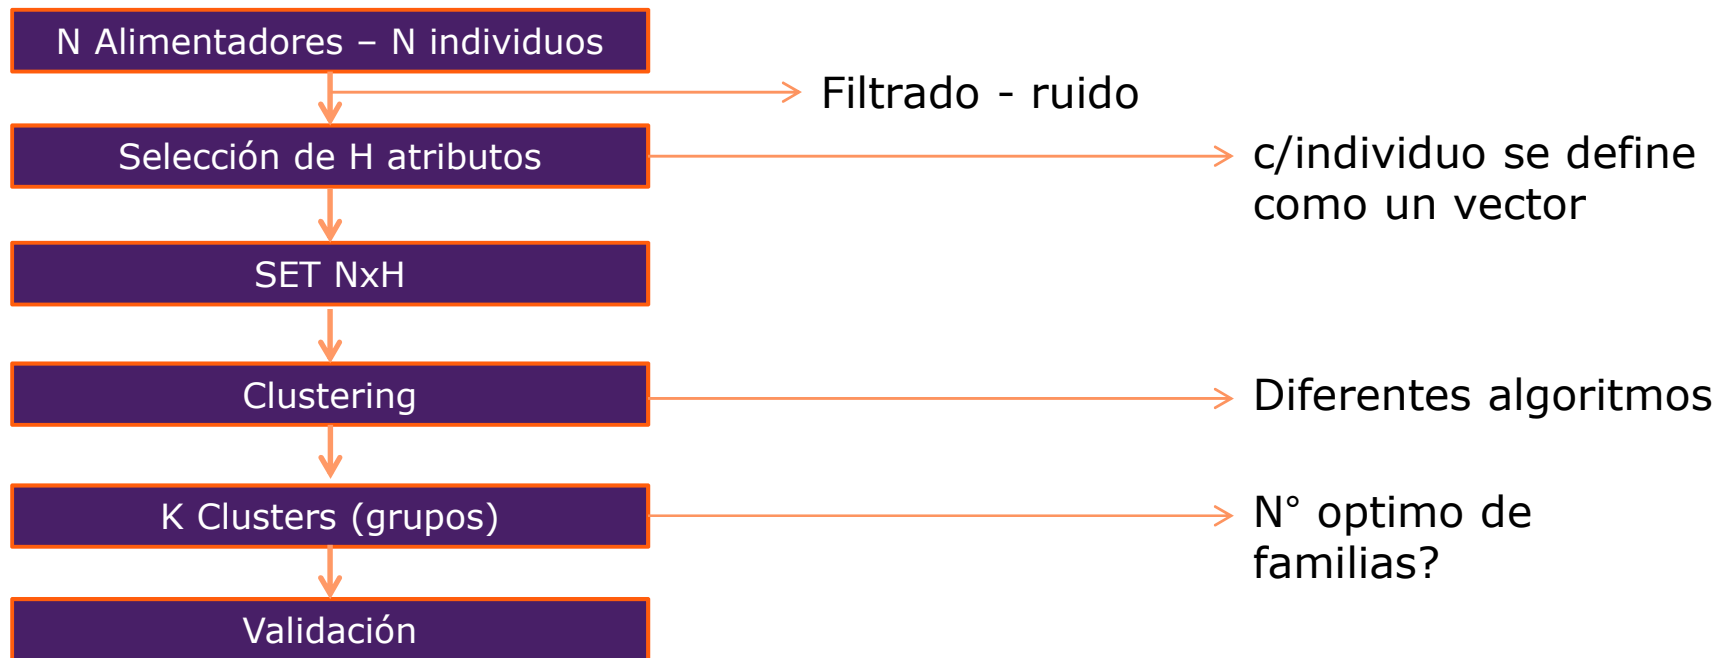 N Alimentadores – N individuos
Filtrado - ruido
Selección de H atributos
c/individuo se define
como un vector
SET NxH
Clustering
Diferentes algoritmos
K Clusters (grupos)
N° optimo de
familias?
Validación